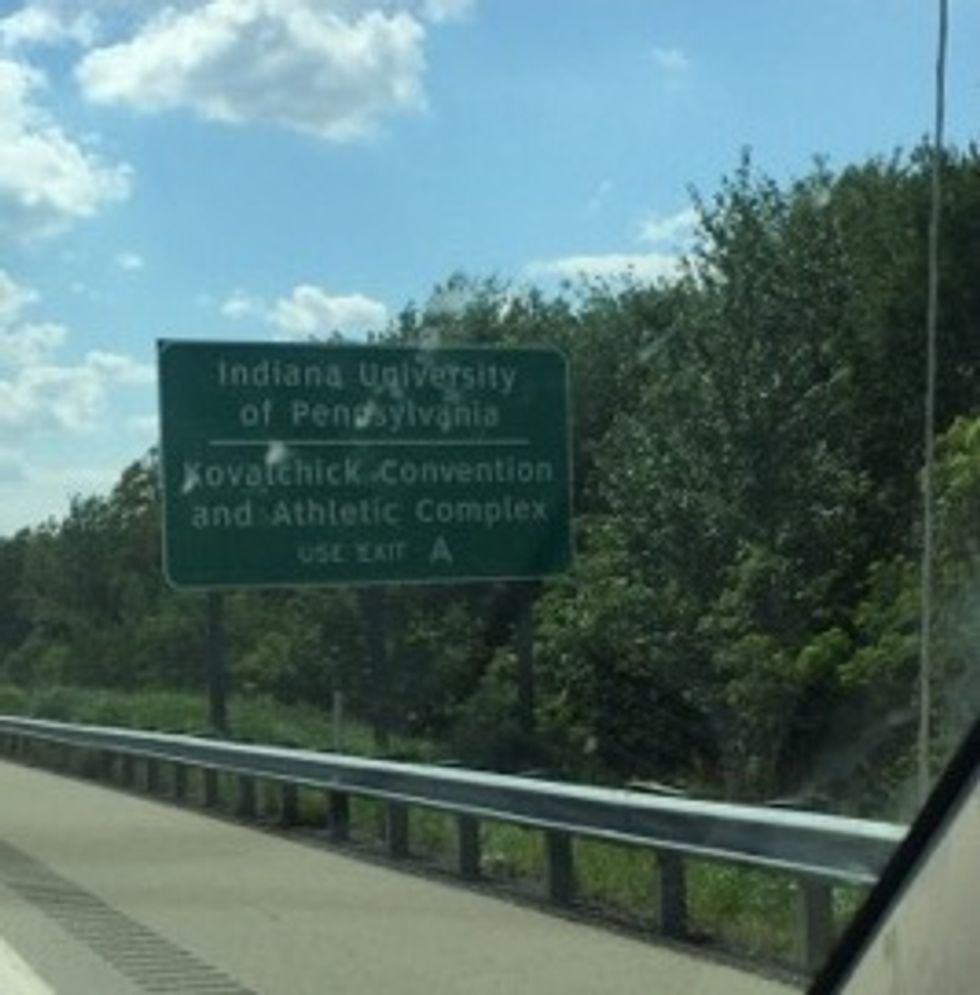 Indiana University
of Pennsylvania
Kovalchick Convention
and Athletic Complex
USE EXIT A